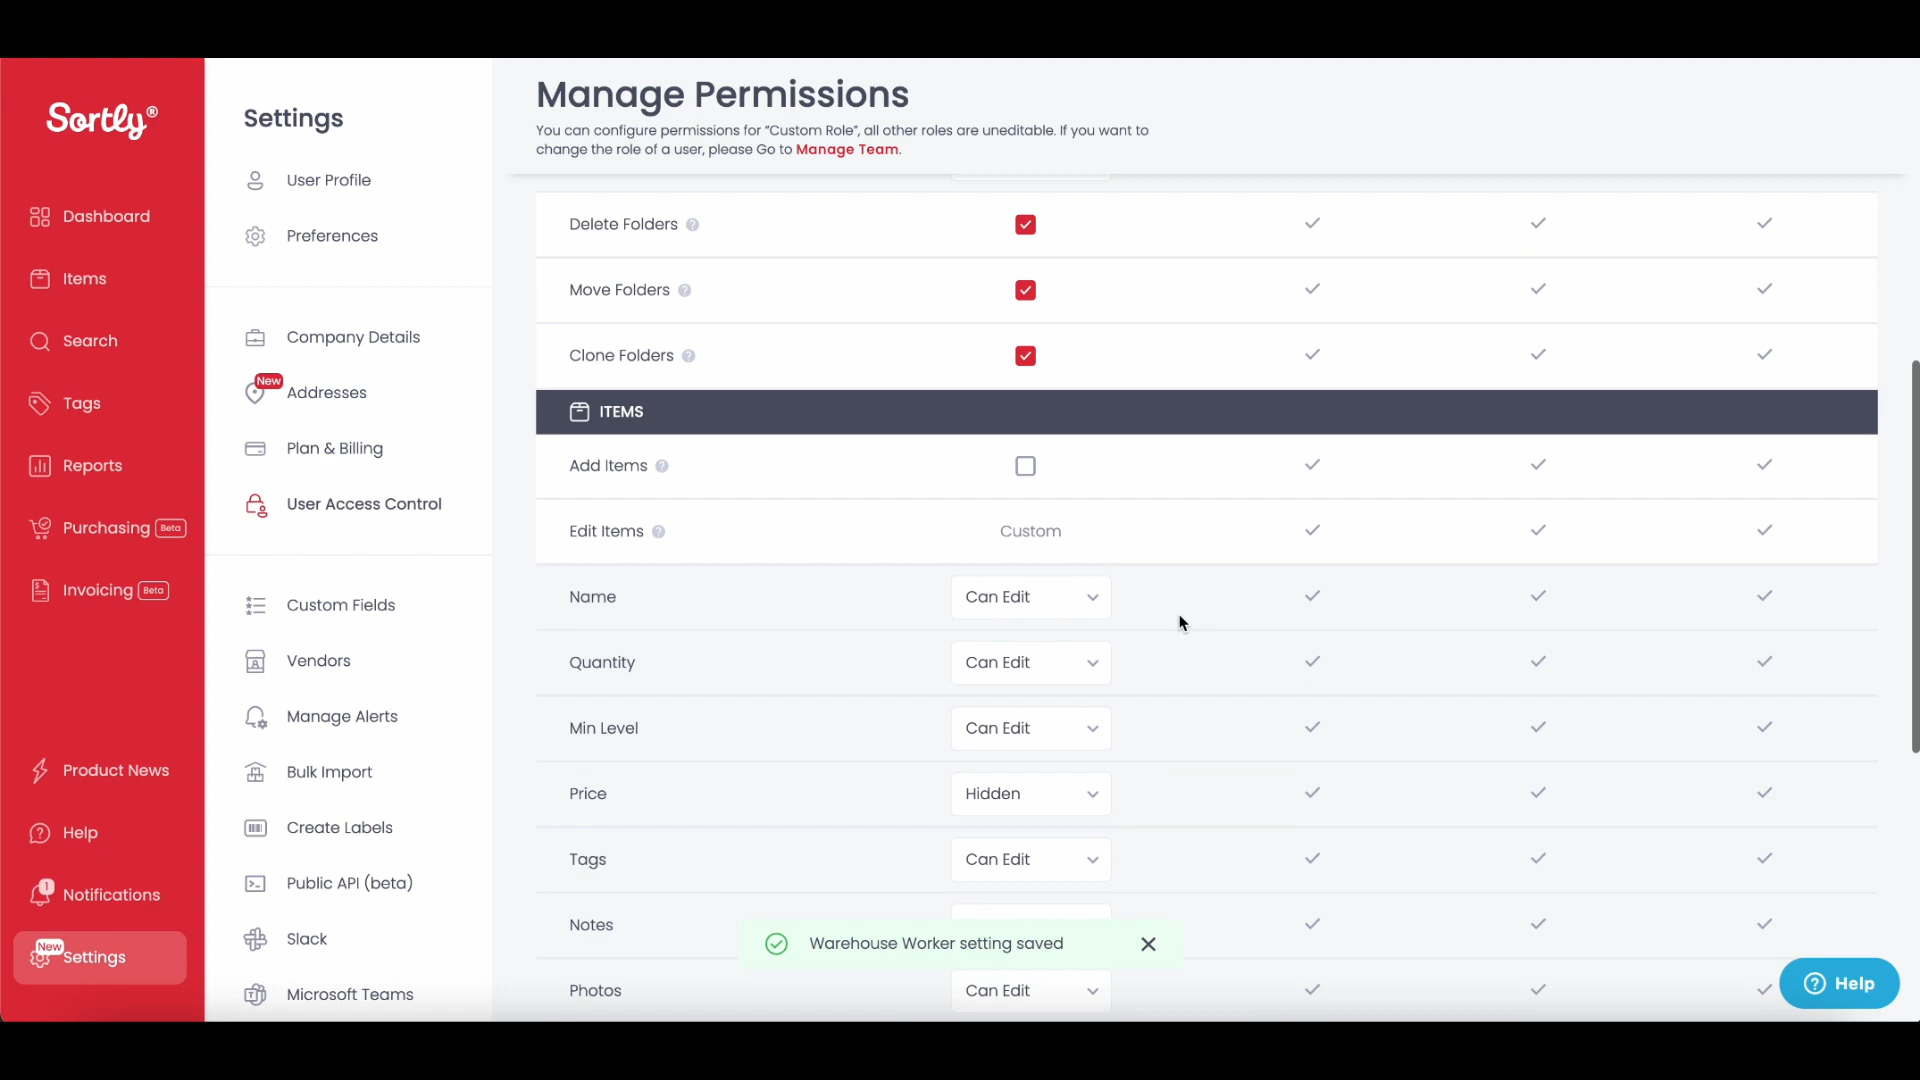 Sortly®
Dashboard
Items
Search
Tags
Reports
Purchasing Beta
Invoicing Beta
Product News
Help
1
Notifications
New
Settings
Settings
User Profile
Preferences
Company Details
New
Addresses
Plan & Billing
User Access Control
Custom Fields
Vendors
Manage Alerts
Bulk Import
Create Labels
Public API (beta)
Slack
Microsoft Teams
Manage Permissions
You can configure permissions for "Custom Role", all other roles are uneditable. If you want to
change the role of a user, please Go to Manage Team.
Delete Folders ?
Move Folders ?
Clone Folders ?
ITEMS
Add Items ?
Edit Items ? Custom
Name Can Edit
Quantity Can Edit
Min Level Can Edit
Price Hidden
Tags Can Edit
Notes
Warehouse Worker setting saved
Photos Can Edit
? Help